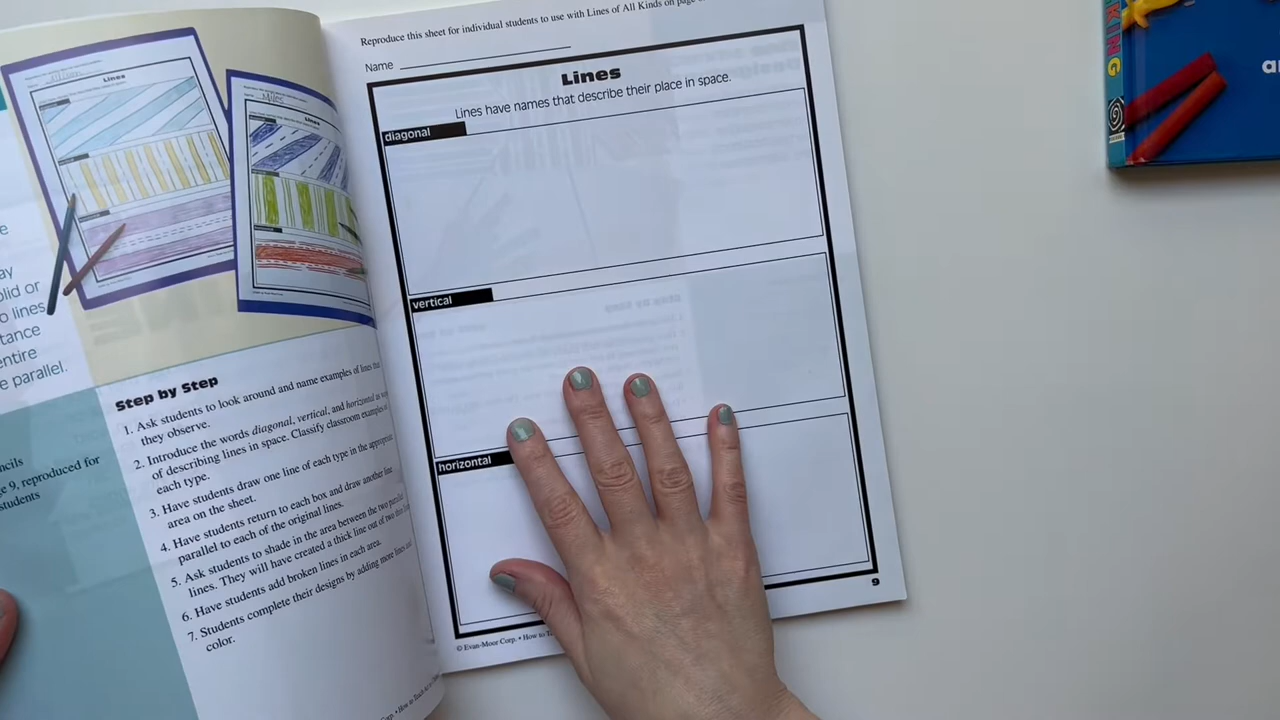 Lines
Miles
Lines
e
ay
olid or
o lines
tance
entire
e parallel.
ncils
ge 9, reproduced for
students
Step by Step
1. Ask students to look around and name examples of lines
they observe.
2. Introduce the words diagonal, vertical, and horizontal as
of describing lines in space. Classify classroom examples of
each type.
3. Have students draw one line of each type in the appropriate
area on the sheet.
4. Have students return to each box and draw another line
parallel to each of the original lines.
5. Ask students to shade in the area between the two parallel
lines. They will have created a thick line out of two thin
6. Have students add broken lines in each area.
7. Students complete their designs by adding more lines and
color.
Reproduce this sheet for individual students to use with Lines of All Kinds on page
Name
Lines
Lines have names that describe their place in space.
diagonal
vertical
horizontal
9
© Evan-Moor Corp. • How to
KING
a